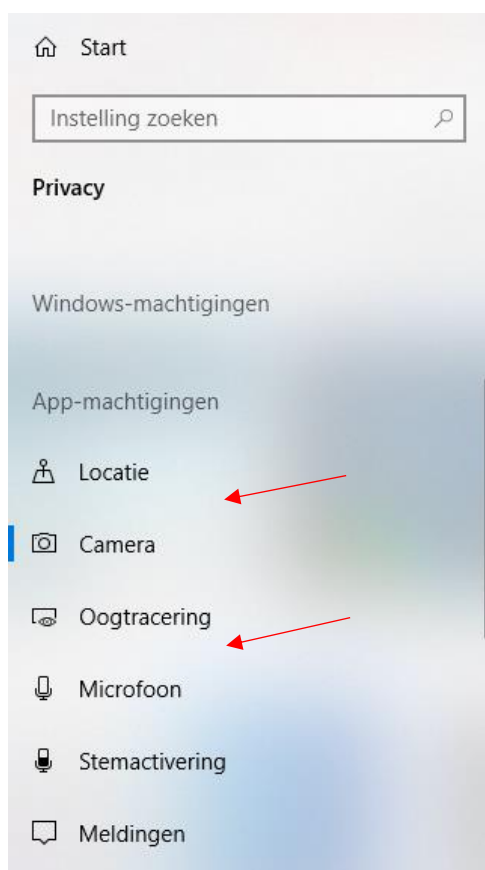 Start
Instelling zoeken
Privacy
Windows-machtigingen
App-machtigingen
Locatie
Camera
Oogtracering
Microfoon
Stemactivering
Meldingen